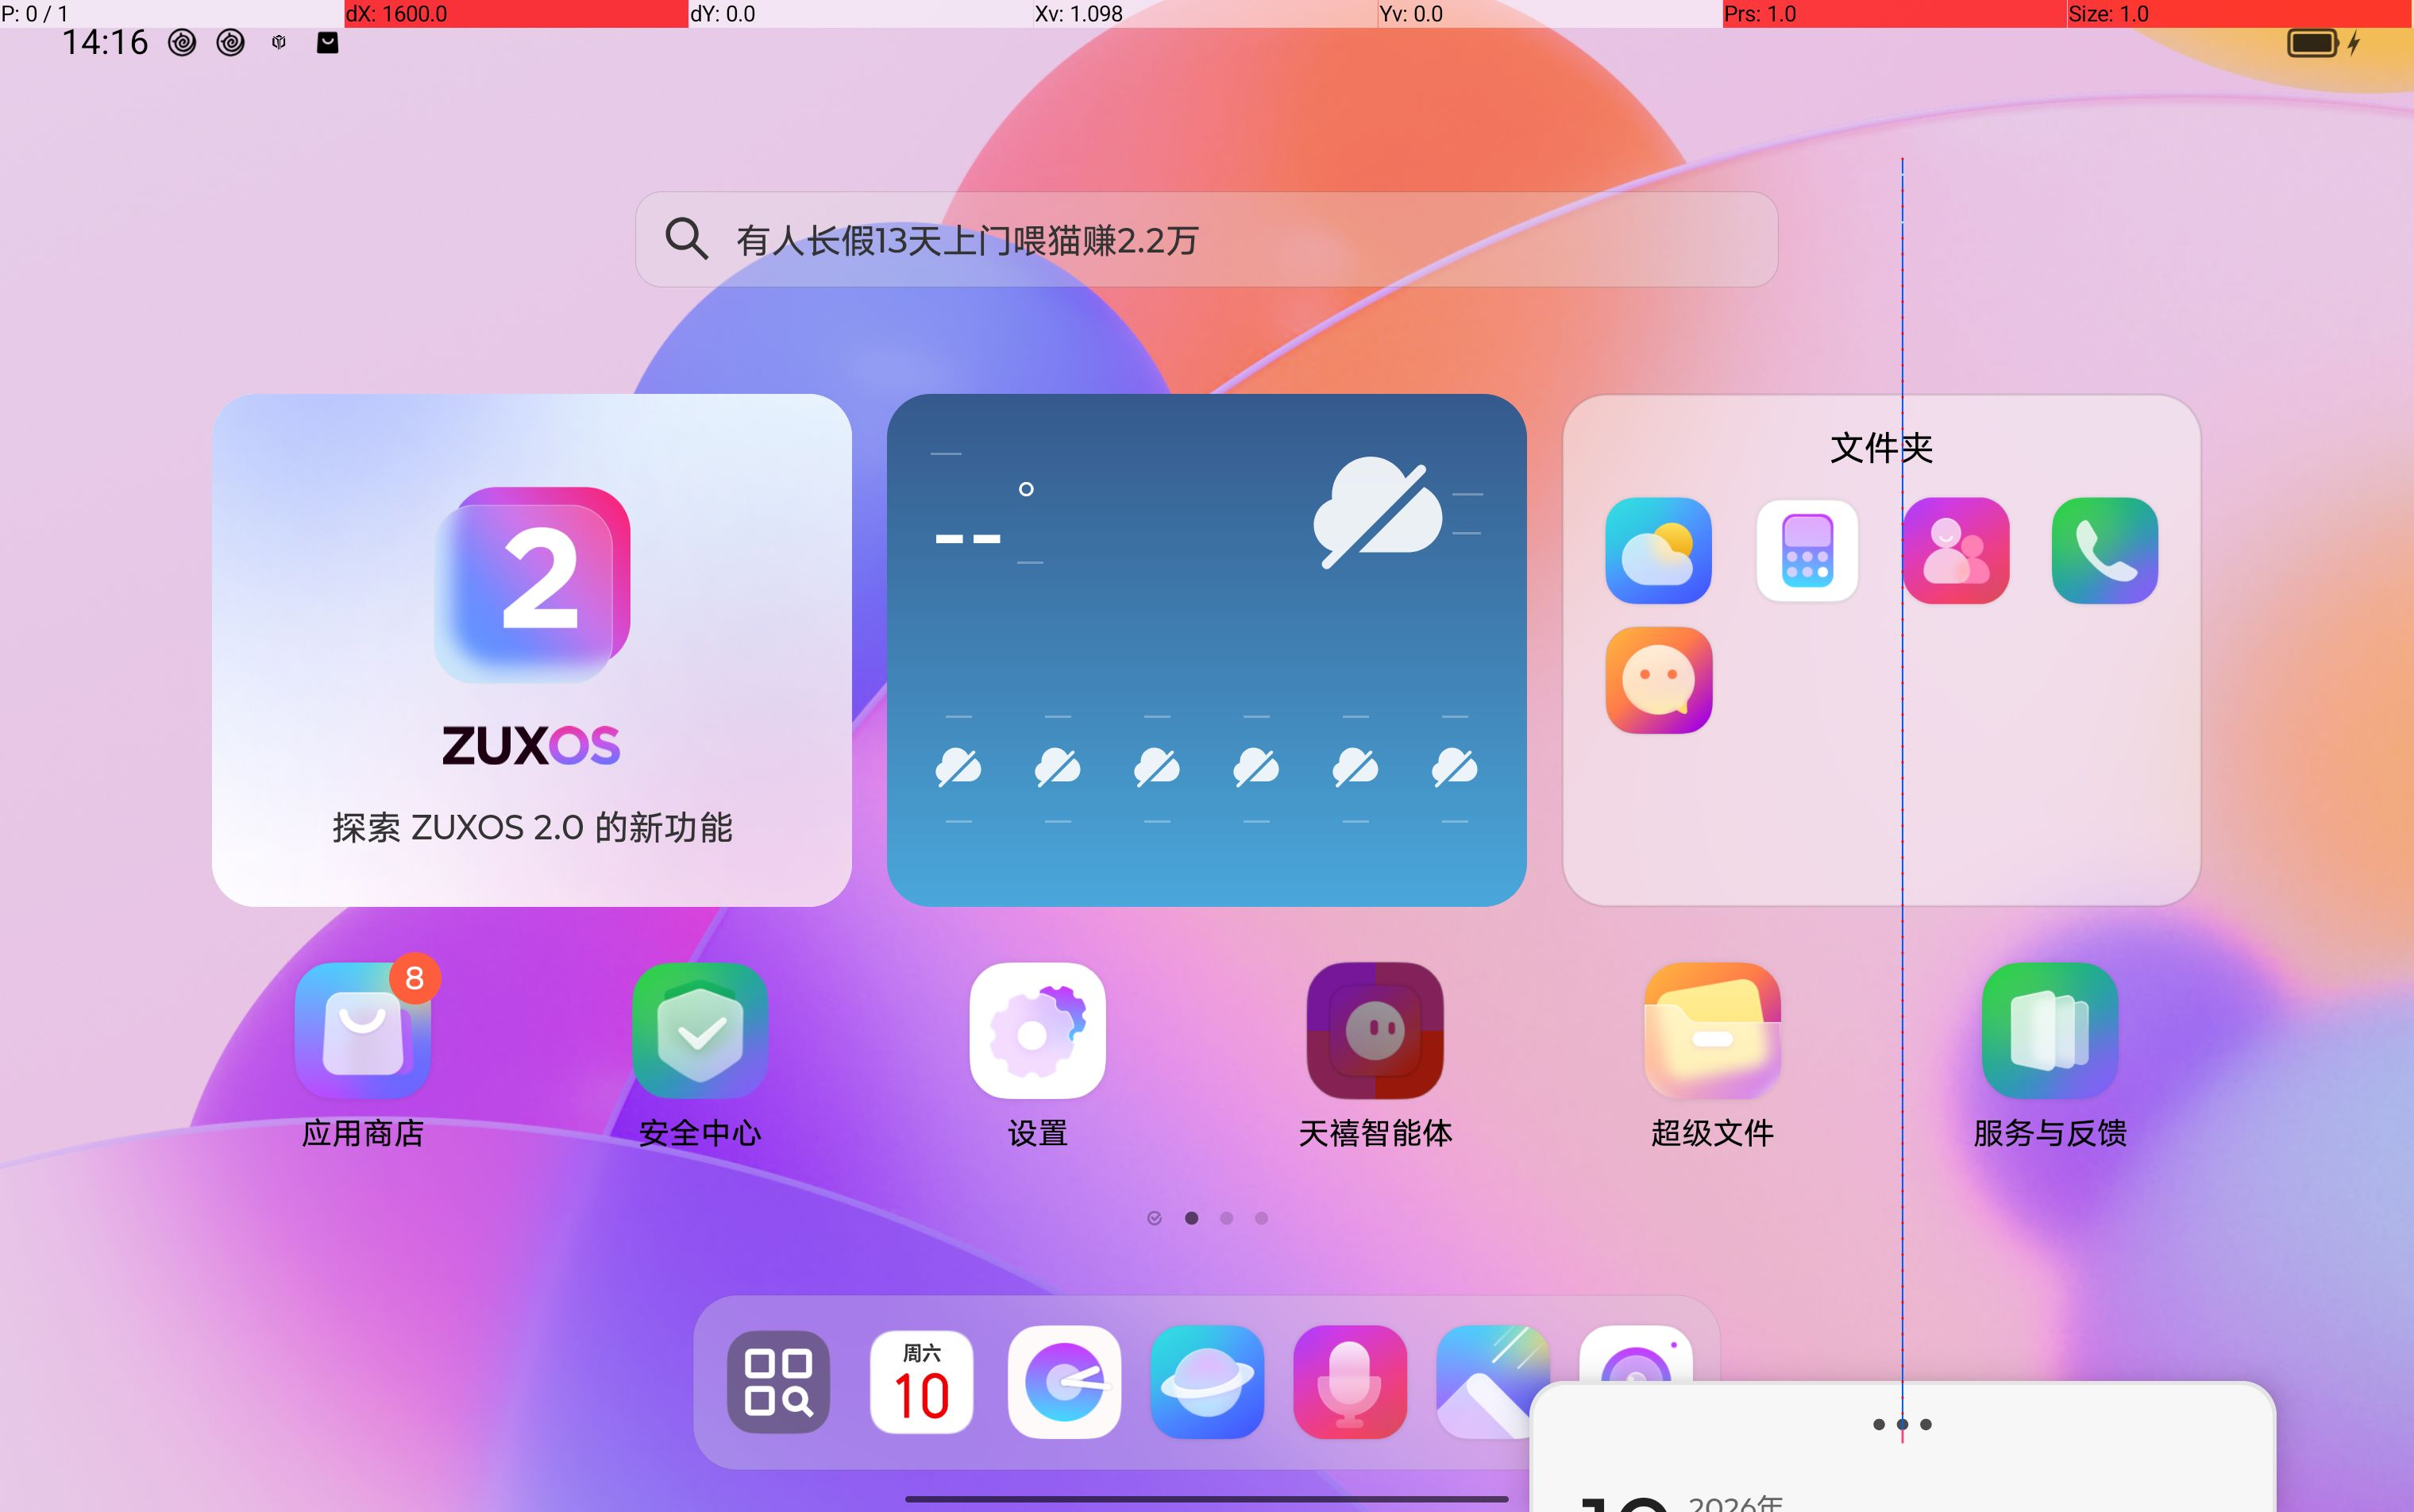 P: 0 / 1 dX: 1600.0 dY: 0.0 Xv: 1.098 Yv: 0.0 Prs: 1.0 Size: 1.0
14:16
有人长假13天上门喂猫赚2.2万
2
ZUXOS
探索 ZUXOS 2.0 的新功能
--°
文件夹
8
应用商店 安全中心 设置 天禧智能体 超级文件 服务与反馈
周六
10
2026年